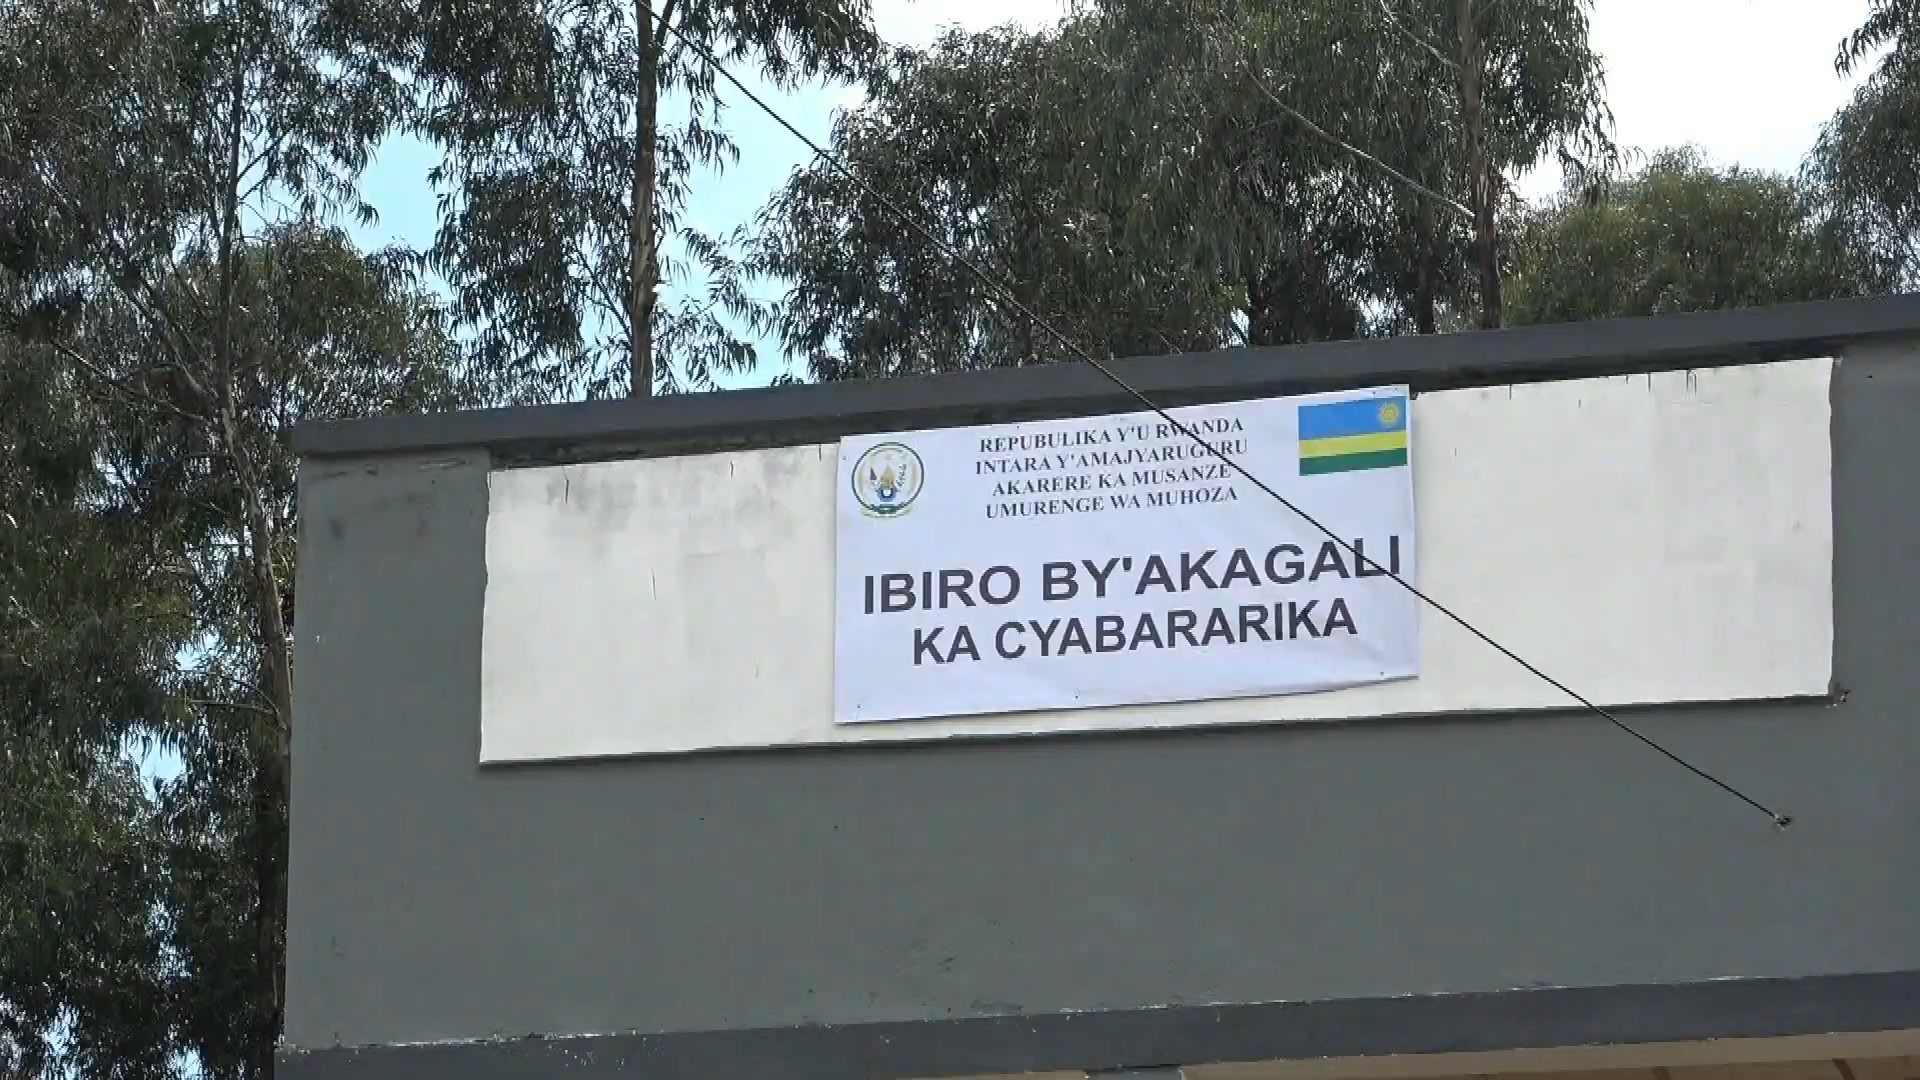 REPUBULIKA Y'U RWANDA
INTARA Y'AMAJYARUGURU
AKARERE KA MUSANZE
UMURENGE WA MUHOZA
IBIRO BY'AKAGALI
KA CYABARARIKA